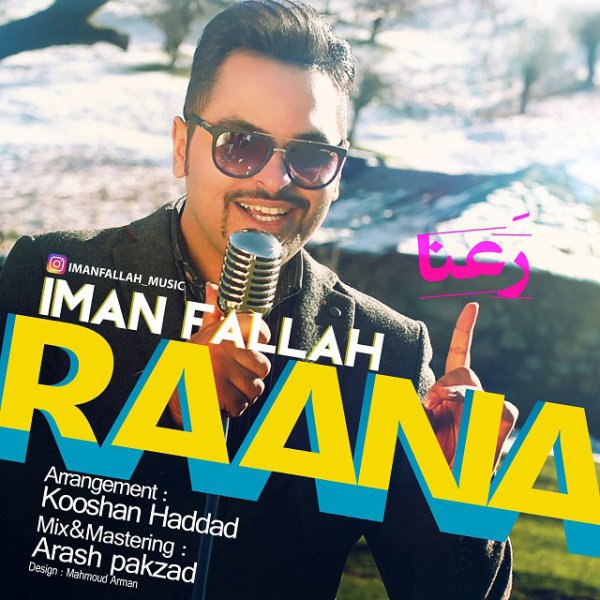 رَعنا
IMANFALLAH_MUSIC
IMAN FALLAH
RAANA
Arrangement :
Kooshan Haddad
Mix&Mastering :
Arash pakzad
Design : Mahmoud Arman